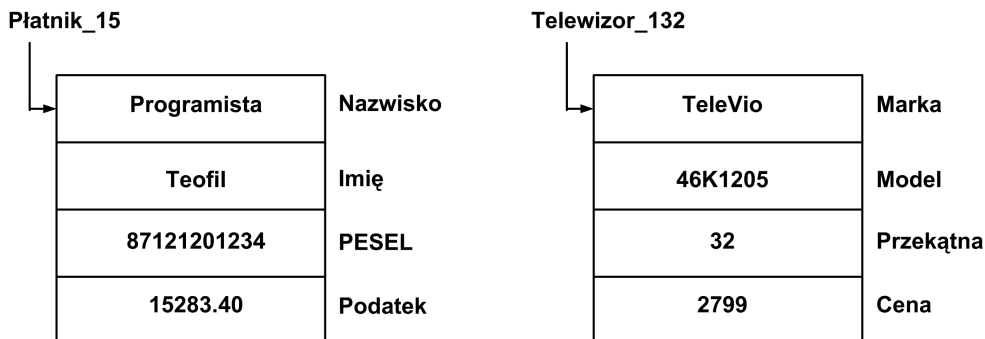 Płatnik_15
Programista Nazwisko
Teofil Imię
87121201234 PESEL
15283.40 Podatek
Telewizor_132
TeleVio Marka
46K1205 Model
32 Przekątna
2799 Cena